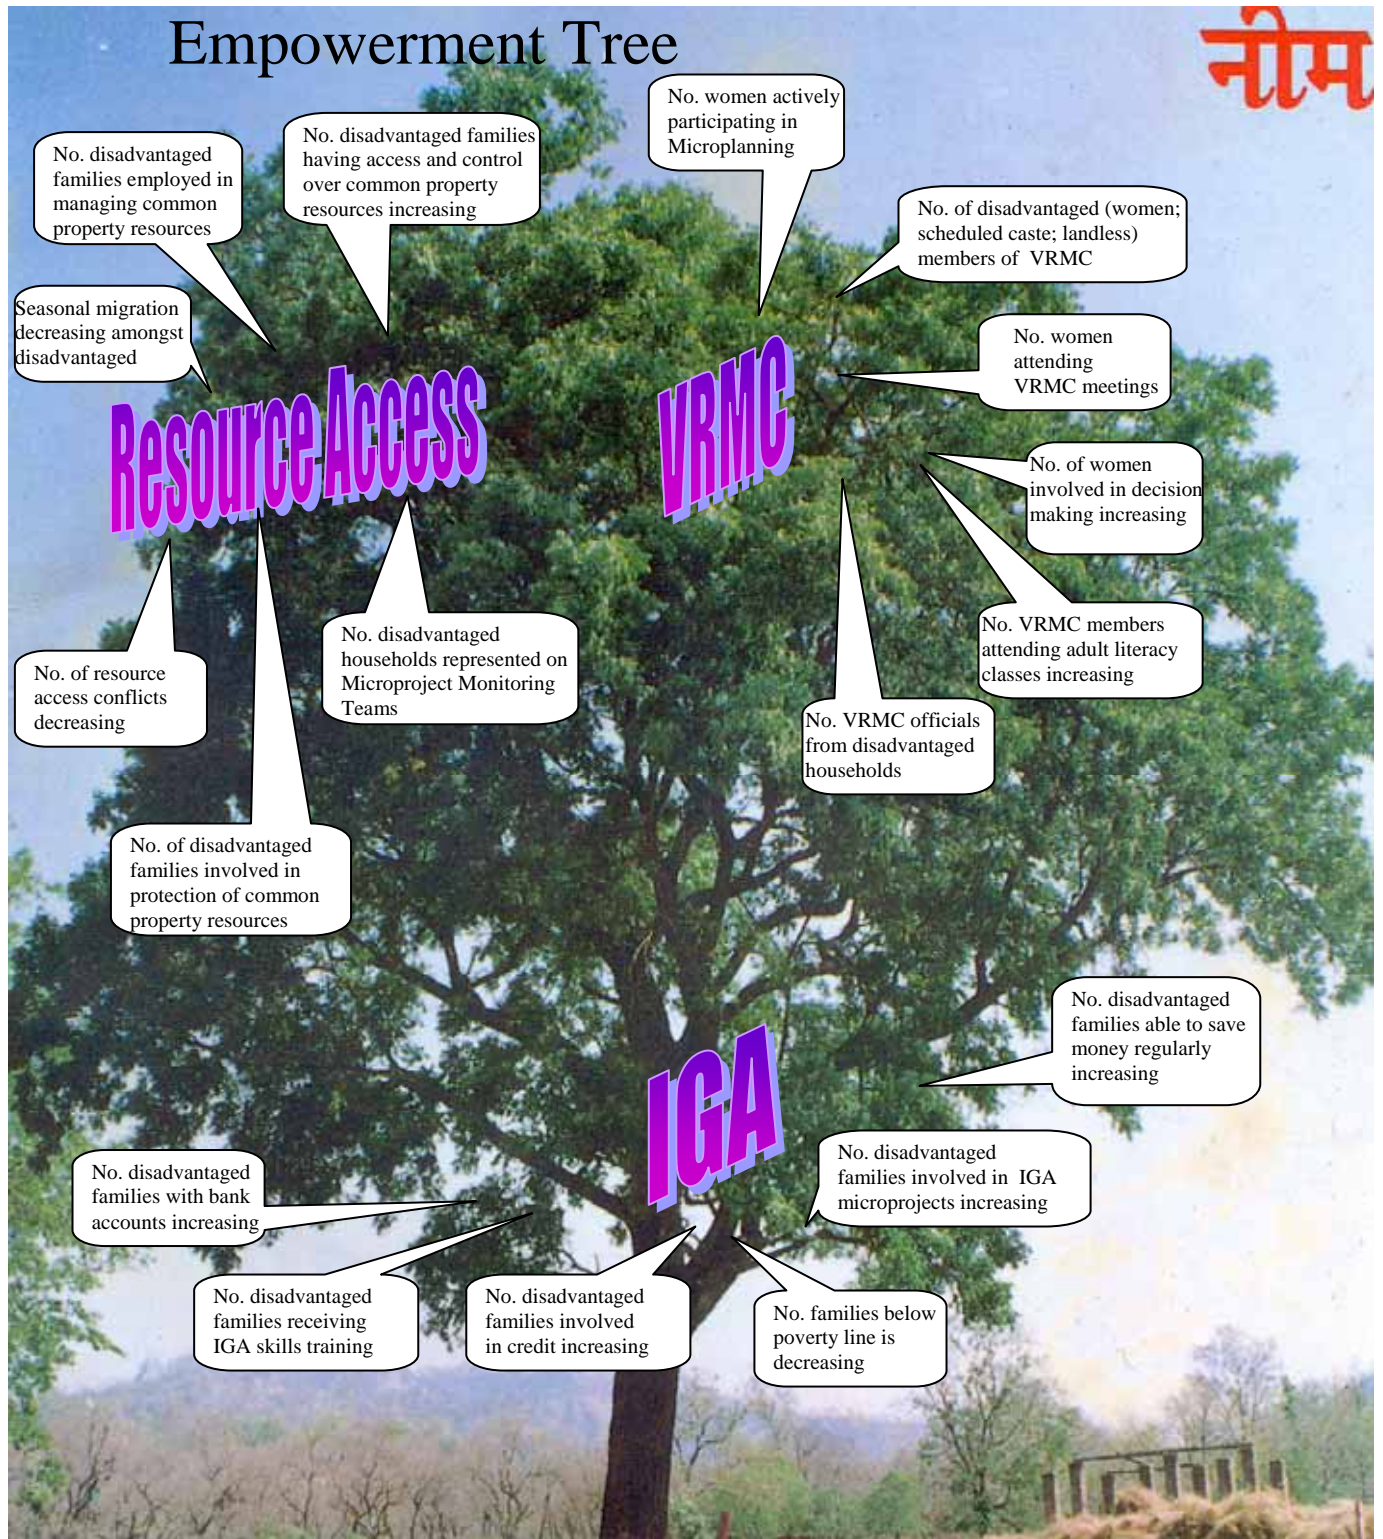 Empowerment Tree
नीम
No. women actively
participating in
Microplanning
No. disadvantaged families
having access and control
over common property
resources increasing
No. disadvantaged
families employed in
managing common
property resources
No. of disadvantaged (women;
scheduled caste; landless)
members of VRMC
Seasonal migration
decreasing amongst
disadvantaged
No. women
attending
VRMC meetings
Resource Access
VRMC
No. of women
involved in decision
making increasing
No. VRMC members
attending adult literacy
classes increasing
No. disadvantaged
households represented on
Microproject Monitoring
Teams
No. of resource
access conflicts
decreasing
No. VRMC officials
from disadvantaged
households
No. of disadvantaged
families involved in
protection of common
property resources
No. disadvantaged
families able to save
money regularly
increasing
IGA
No. disadvantaged
families involved in IGA
microprojects increasing
No. disadvantaged
families with bank
accounts increasing
No. disadvantaged
families receiving
IGA skills training
No. disadvantaged
families involved
in credit increasing
No. families below
poverty line is
decreasing